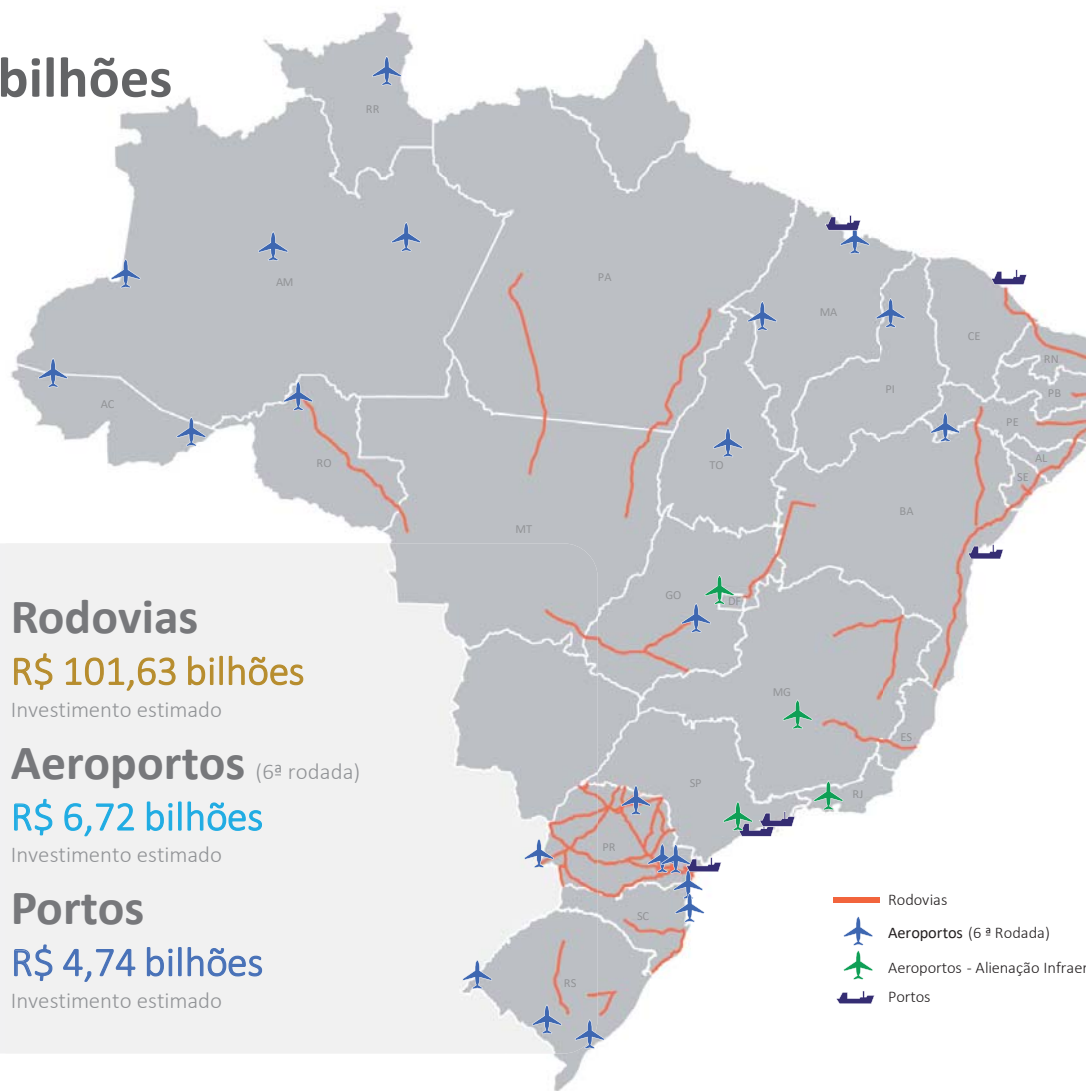 bilhões
RR
AM
PA
MA
CE
RN
PB
PE
AL
SE
PI
AC
RO
TO
BA
MT
GO
DF
MG
ES
SP
RJ
PR
SC
RS
Rodovias
R$ 101,63 bilhões
Investimento estimado
Aeroportos (6ª rodada)
R$ 6,72 bilhões
Investimento estimado
Portos
R$ 4,74 bilhões
Investimento estimado
Rodovias
Aeroportos (6 ª Rodada)
Aeroportos - Alienação Infraer
Portos